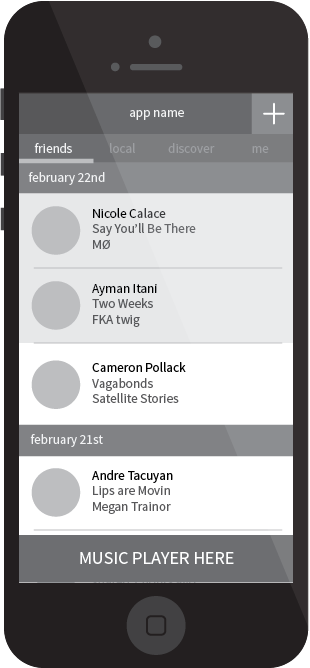 app name
friends local discover me
february 22nd
Nicole Calace
Say You'll Be There
MØ
Ayman Itani
Two Weeks
FKA twig
Cameron Pollack
Vagabonds
Satellite Stories
february 21st
Andre Tacuyan
Lips are Movin
Megan Trainor
MUSIC PLAYER HERE